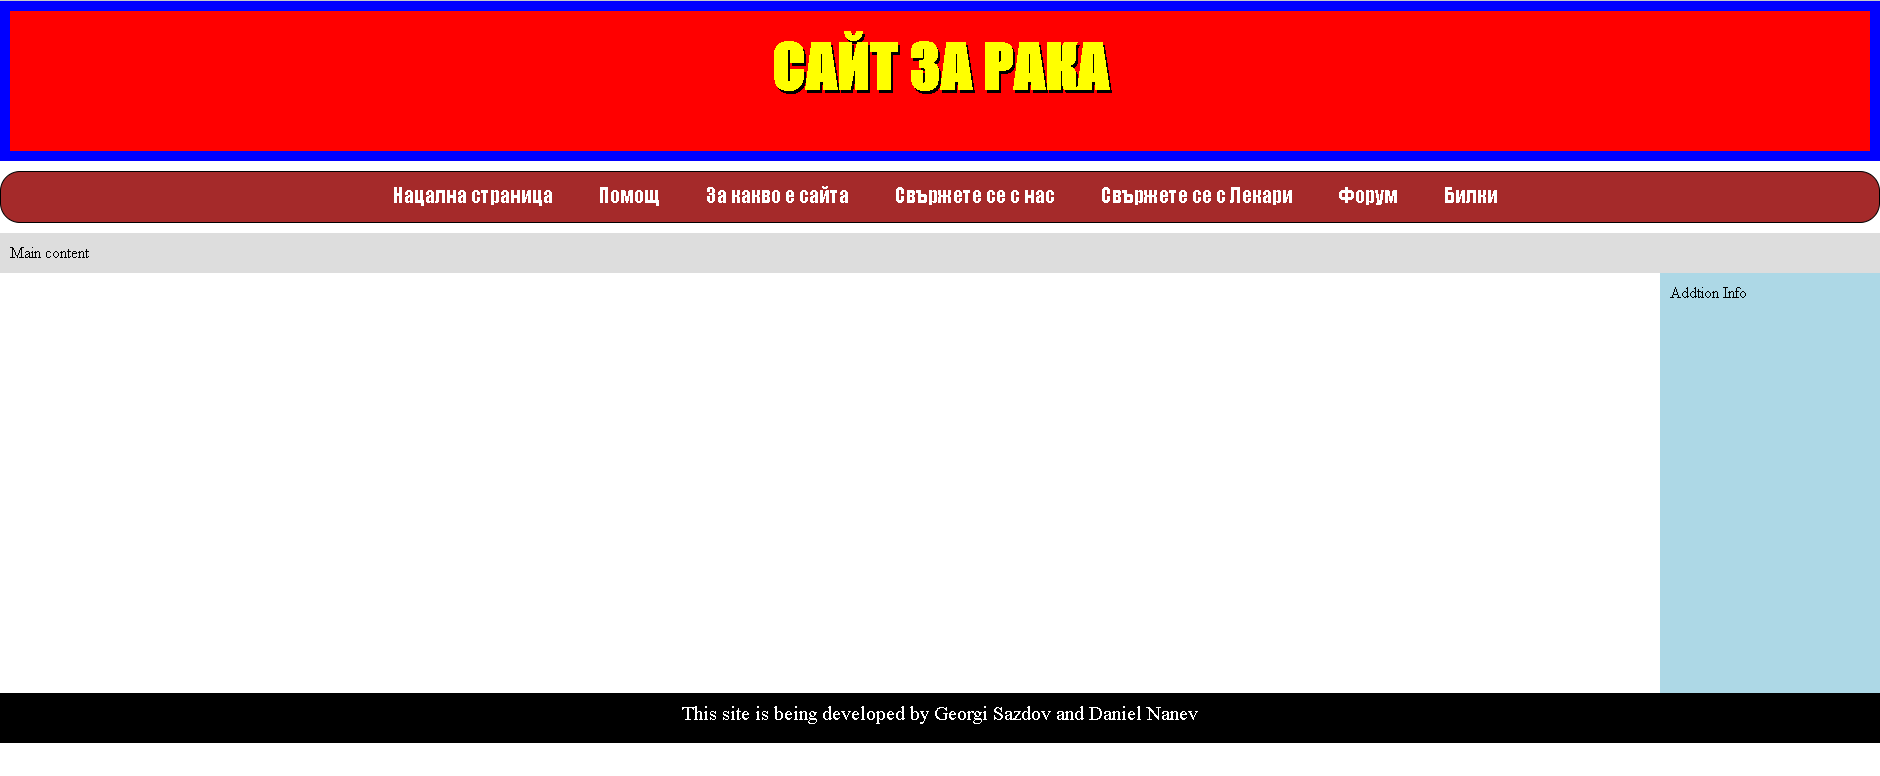 САЙТ ЗА РАКА
Нацална страница Помощ За какво е сайта Свържете се с нас Свържете се с Лекари Форум Билки
Main content
Addtion Info
This site is being developed by Georgi Sazdov and Daniel Nanev